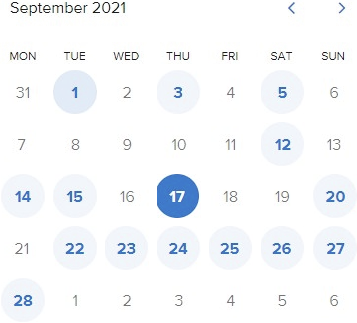 September 2021
MON TUE WED THU FRI SAT SUN
31 1 2 3 4 5 6
7 8 9 10 11 12 13
14 15 16 17 18 19 20
21 22 23 24 25 26 27
28 1 2 3 4 5 6